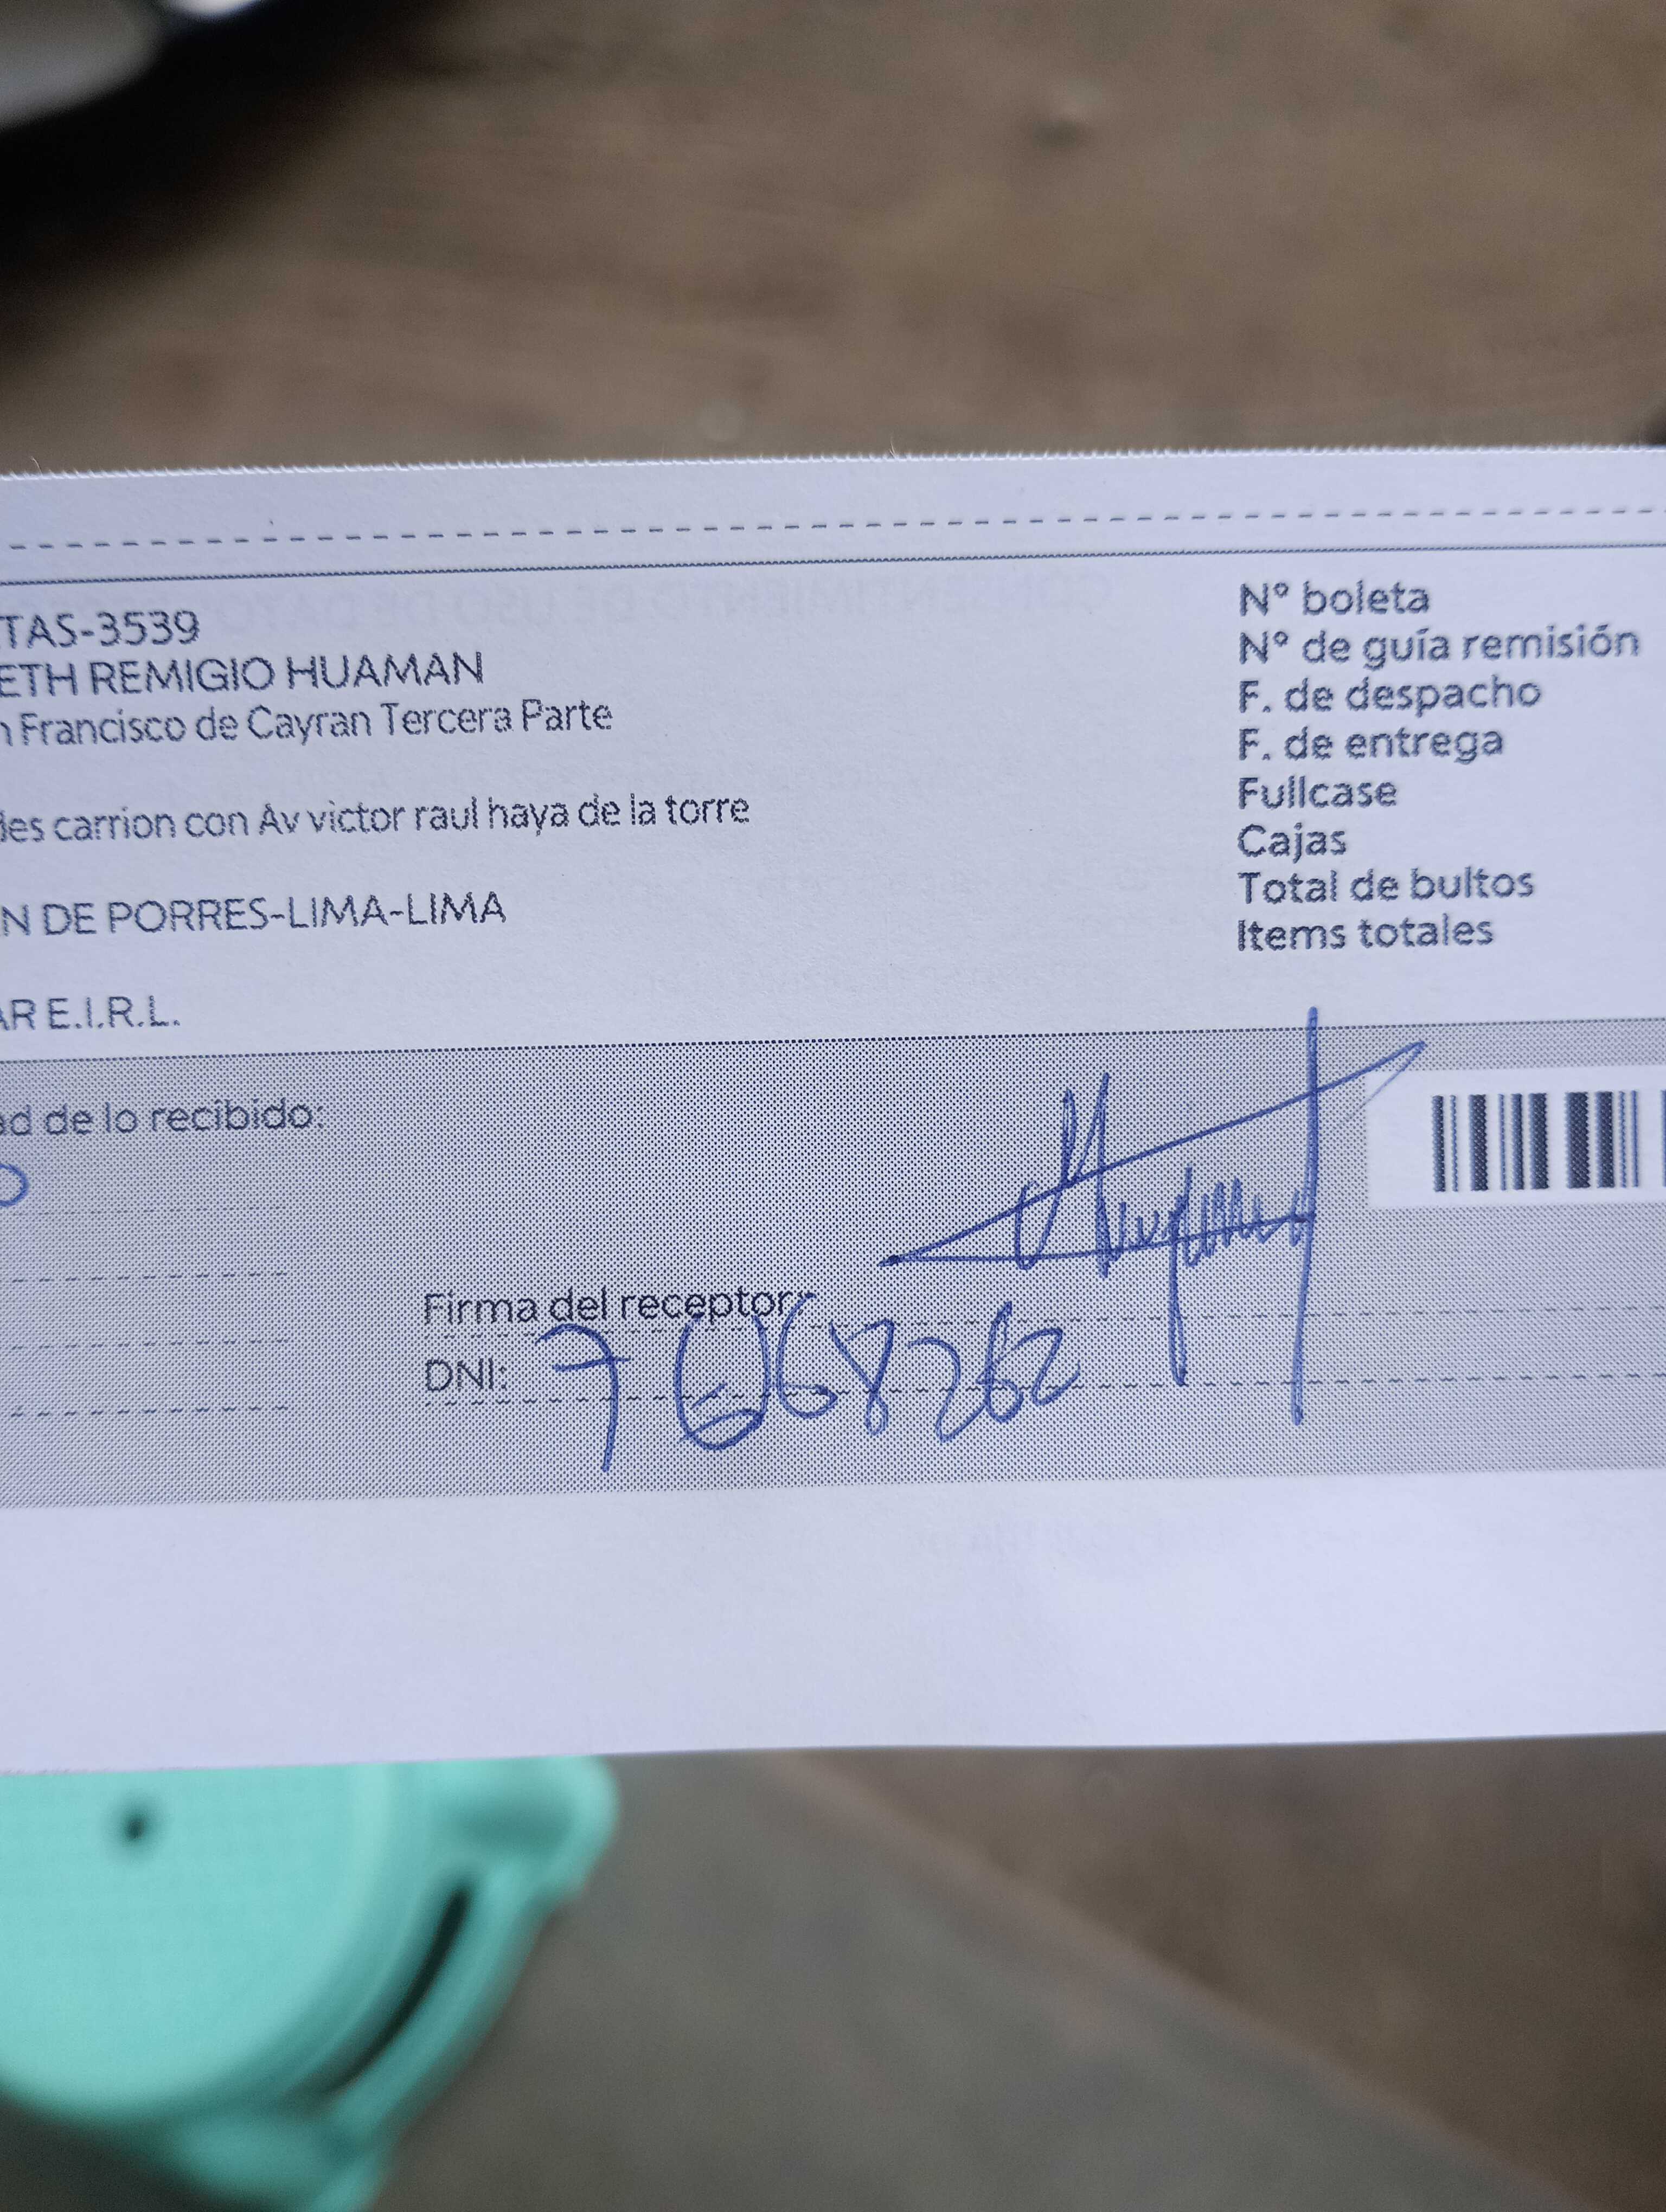 TAS-3539
ETH REMIGIO HUAMAN
n Francisco de Cayran Tercera Parte
des carrion con Av victor raul haya de la torre
N DE PORRES-LIMA-LIMA
AR E.I.R.L.
N° boleta
N° de guía remisión
F. de despacho
F. de entrega
Fullcase
Cajas
Total de bultos
Items totales
ad de lo recibido:
Firma del receptor:
DNI: